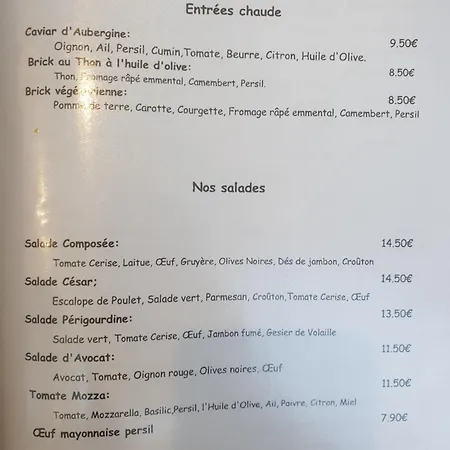 Entrées chaude
Caviar d'Aubergine:
Oignon, Ail, Persil, Cumin,Tomate, Beurre, Citron, Huile d'Olive. 9.50€
Brick au Thon à l'huile d'olive: 8.50€
Thon, Fromage râpé emmental, Camembert, Persil.
Brick végétarienne: 8.50€
Pomme de terre, Carotte, Courgette, Fromage râpé emmental, Camembert, Persil
Nos salades
Salade Composée: 14.50€
Tomate Cerise, Laitue, Œuf, Gruyère, Olives Noires, Dés de jambon, Croûton
Salade César; 14.50€
Escalope de Poulet, Salade vert, Parmesan, Croûton,Tomate Cerise, Œuf
Salade Périgourdine: 13.50€
Salade vert, Tomate Cerise, Œuf, Jambon fumé, Gesier de Volaille
Salade d'Avocat: 11.50€
Avocat, Tomate, Oignon rouge, Olives noires, Œuf
Tomate Mozza: 11.50€
Tomate, Mozzarella, Basilic,Persil, l'Huile d'Olive, Ail, Poivre, Citron, Miel
Œuf mayonnaise persil 7.90€